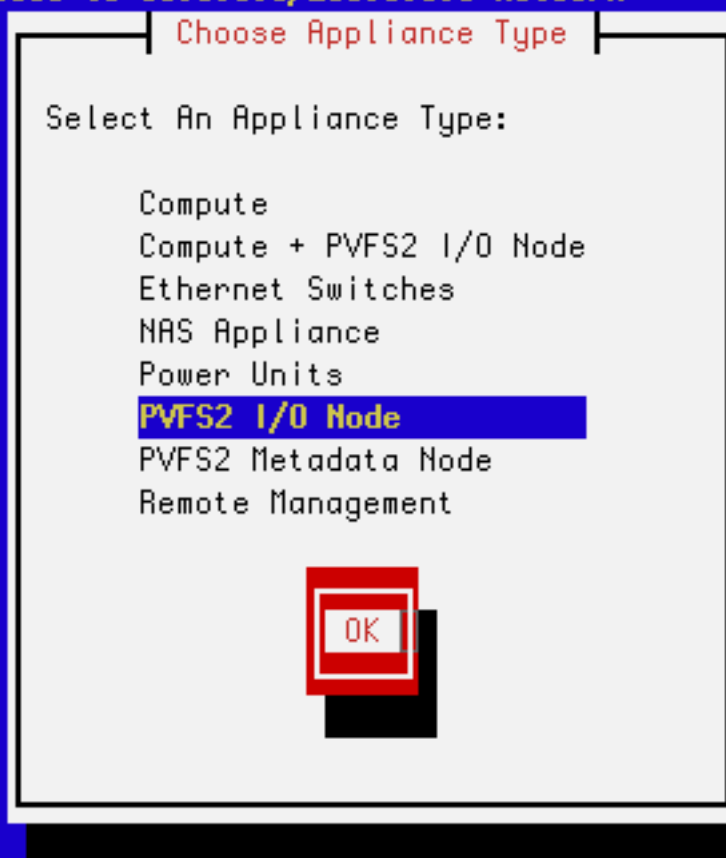 Choose Appliance Type
Select An Appliance Type:
Compute
Compute + PVFS2 I/O Node
Ethernet Switches
NAS Appliance
Power Units
PVFS2 I/O Node
PVFS2 Metadata Node
Remote Management
OK